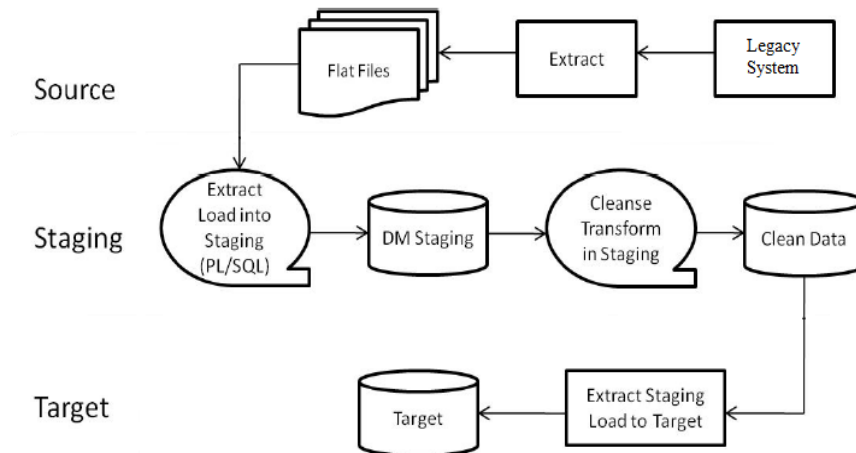 Source
Flat Files
Extract
Legacy
System
Staging
Extract
Load into
Staging
(PL/SQL)
DM Staging
Cleanse
Transform
in Staging
Clean Data
Target
Target
Extract Staging
Load to Target